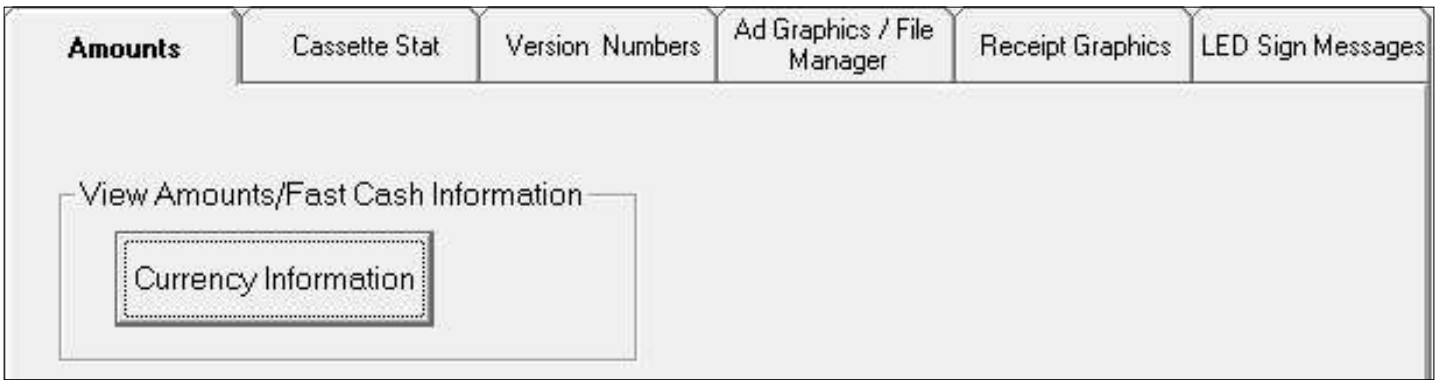 Amounts
Cassette Stat
Version Numbers
Ad Graphics / File
Manager
Receipt Graphics
LED Sign Messages
View Amounts/Fast Cash Information
Currency Information